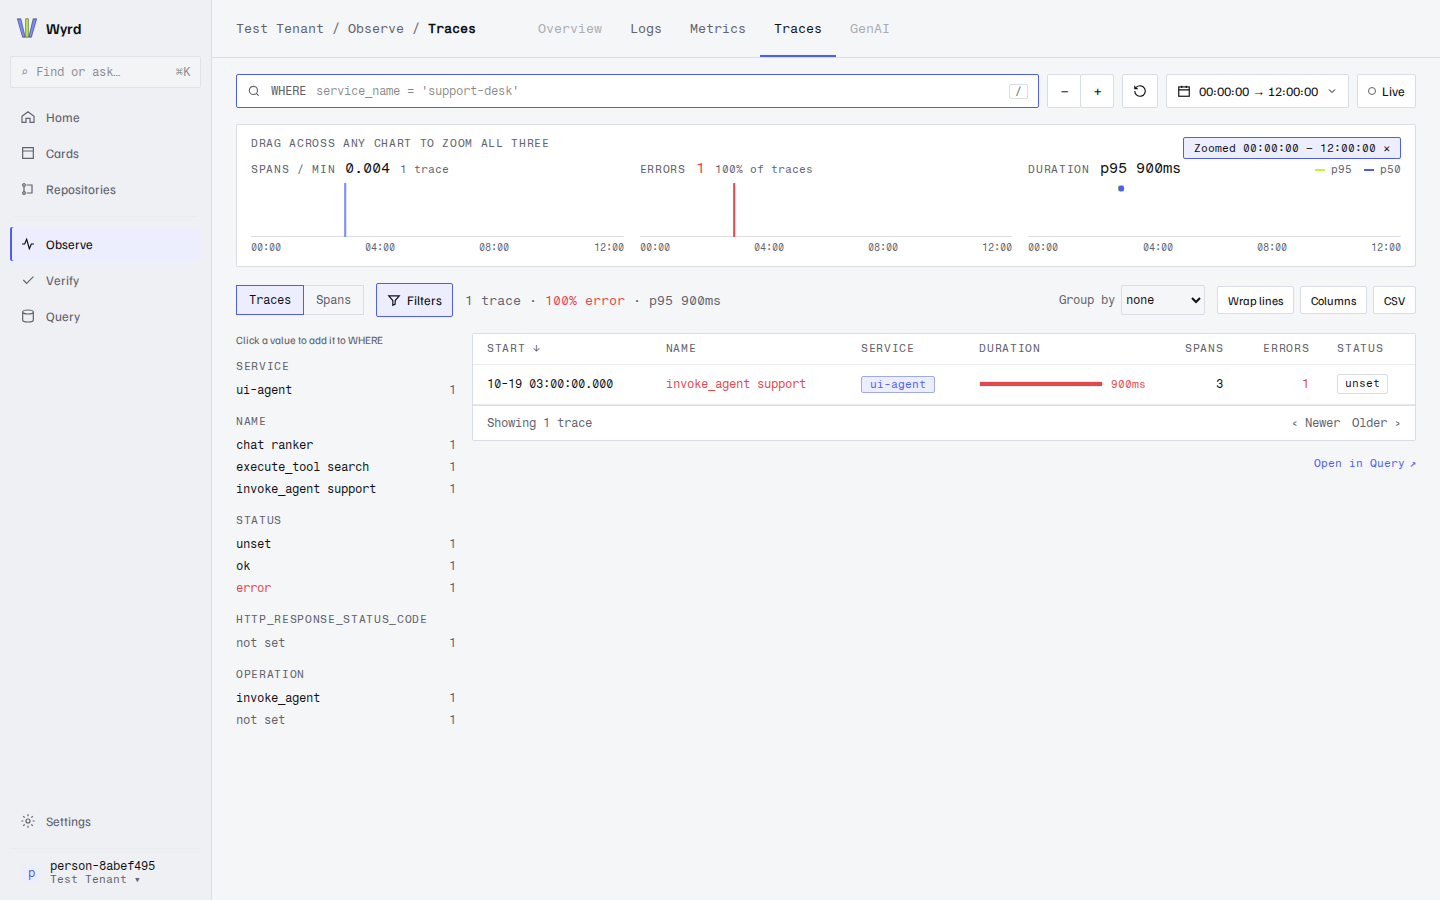 Wyrd
Find or ask… ⌘K
Home
Cards
Repositories
Observe
Verify
Query
Settings
p
person-8abef495
Test Tenant ▾
Test Tenant / Observe / Traces
Overview Logs Metrics Traces GenAI
WHERE service_name = 'support-desk' /
− +
00:00:00 → 12:00:00
Live
DRAG ACROSS ANY CHART TO ZOOM ALL THREE
Zoomed 00:00:00 – 12:00:00 ×
SPANS / MIN 0.004 1 trace
00:00 04:00 08:00 12:00
ERRORS 1 100% of traces
00:00 04:00 08:00 12:00
DURATION p95 900ms
p95 p50
00:00 04:00 08:00 12:00
Traces Spans
Filters
1 trace · 100% error · p95 900ms
Group by none
Wrap lines Columns CSV
Click a value to add it to WHERE
SERVICE
ui-agent 1
NAME
chat ranker 1
execute_tool search 1
invoke_agent support 1
STATUS
unset 1
ok 1
error 1
HTTP_RESPONSE_STATUS_CODE
not set 1
OPERATION
invoke_agent 1
not set 1
START ↓ NAME SERVICE DURATION SPANS ERRORS STATUS
10-19 03:00:00.000 invoke_agent support ui-agent 900ms 3 1 unset
Showing 1 trace ‹ Newer Older ›
Open in Query ↗